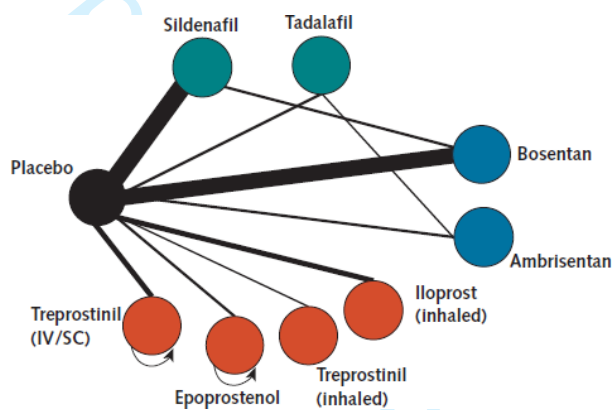 Sildenafil
Tadalafil
Placebo
Bosentan
Ambrisentan
Iloprost
(inhaled)
Treprostinil
(IV/SC)
Epoprostenol
Treprostinil
(inhaled)